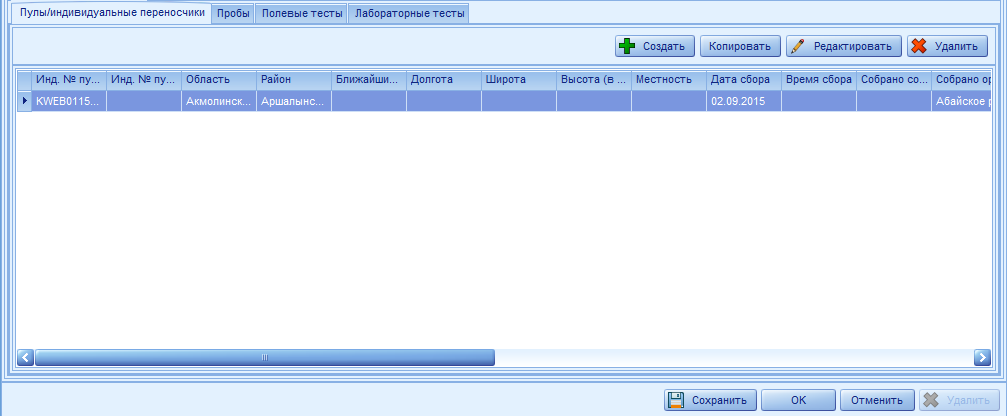 Пулы/индивидуальные переносчики Пробы Полевые тесты Лабораторные тесты
Создать Копировать Редактировать Удалить
Инд. № пу... Инд. № пу... Область Район Ближайши... Долгота Широта Высота (в ... Местность Дата сбора Время сбора Собрано со... Собрано ор
KWEB0115... Акмолинск... Аршалынс... 02.09.2015 Абайское р
Сохранить OK Отменить Удалить